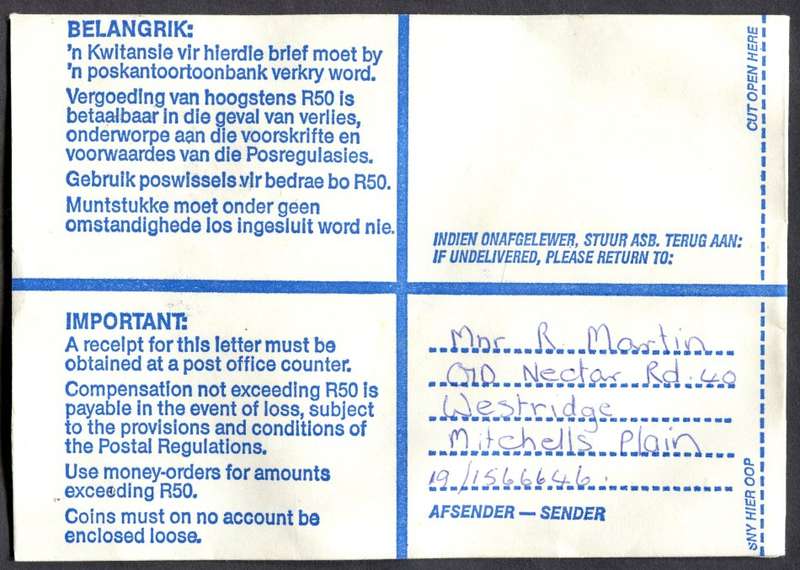 BELANGRIK:
'n Kwitansie vir hierdie brief moet by
'n poskantoortoonbank verkry word.
Vergoeding van hoogstens R50 is
betaalbaar in die geval van verlies,
onderworpe aan die voorskrifte en
voorwaardes van die Posregulasies.
Gebruik poswissels vir bedrae bo R50.
Muntstukke moet onder geen
omstandighede los ingesluit word nie.
IMPORTANT:
A receipt for this letter must be
obtained at a post office counter.
Compensation not exceeding R50 is
payable in the event of loss, subject
to the provisions and conditions of
the Postal Regulations.
Use money-orders for amounts
exceeding R50.
Coins must on no account be
enclosed loose.
CUT OPEN HERE
INDIEN ONAFGELEWER, STUUR ASB. TERUG AAN:
IF UNDELIVERED, PLEASE RETURN TO:
Mnr R. Martin
Nectar Rd. 40
Westridge
Mitchells Plain
19/1566646.
AFSENDER — SENDER
SNY HIER OOP